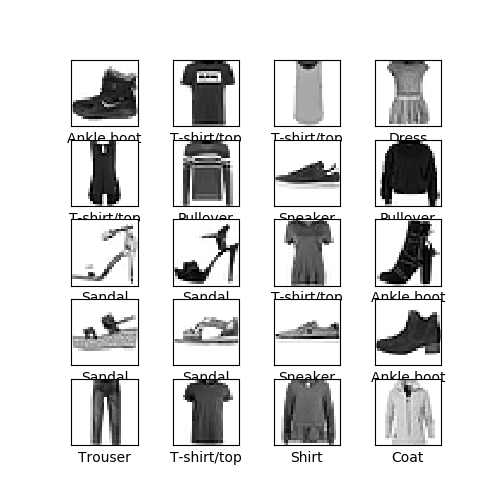 Ankle boot T-shirt/top T-shirt/top Dress
T-shirt/top Pullover Sneaker Pullover
Sandal Sandal T-shirt/top Ankle boot
Sandal Sandal Sneaker Ankle boot
Trouser T-shirt/top Shirt Coat